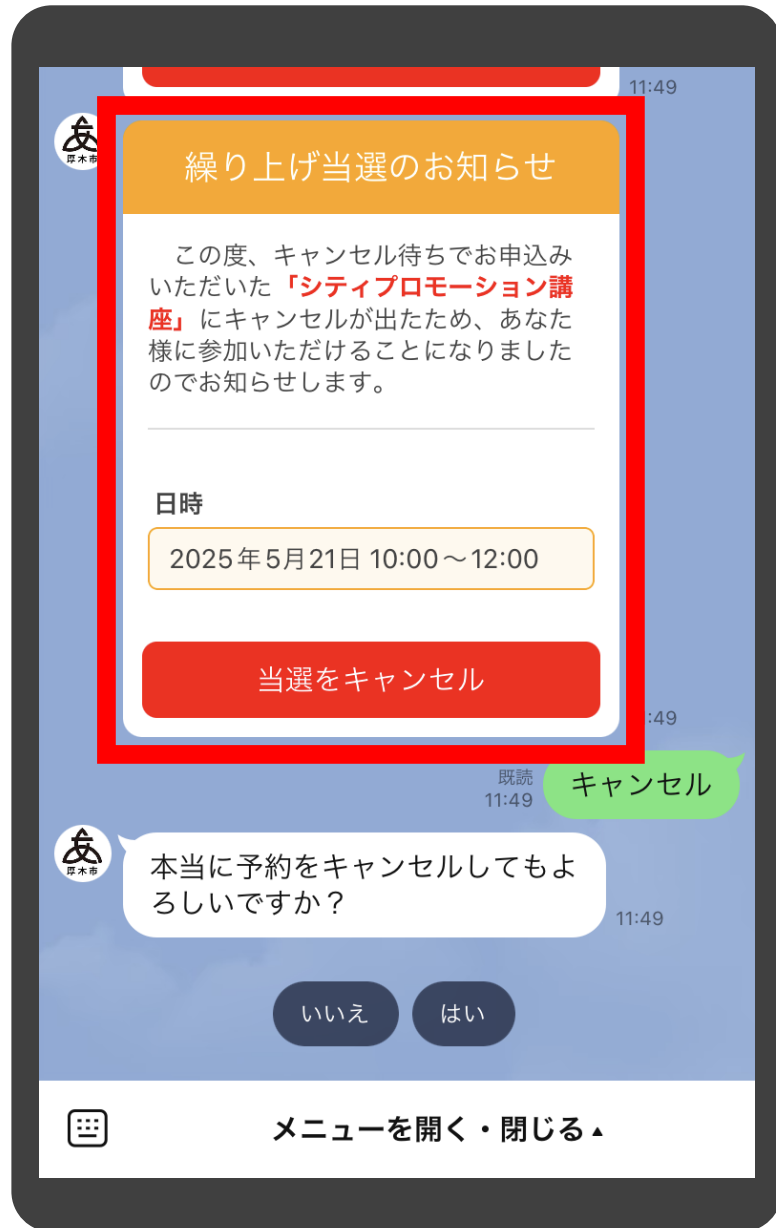 11:49
厚木市
繰り上げ当選のお知らせ
この度、キャンセル待ちでお申込み
いただいた「シティプロモーション講
座」にキャンセルが出たため、あなた
様に参加いただけることになりました
のでお知らせします。
日時
2025年5月21日 10:00～12:00
当選をキャンセル
:49
既読
11:49
キャンセル
厚木市
本当に予約をキャンセルしてもよ
ろしいですか？
11:49
いいえ
はい
メニューを開く・閉じる▲